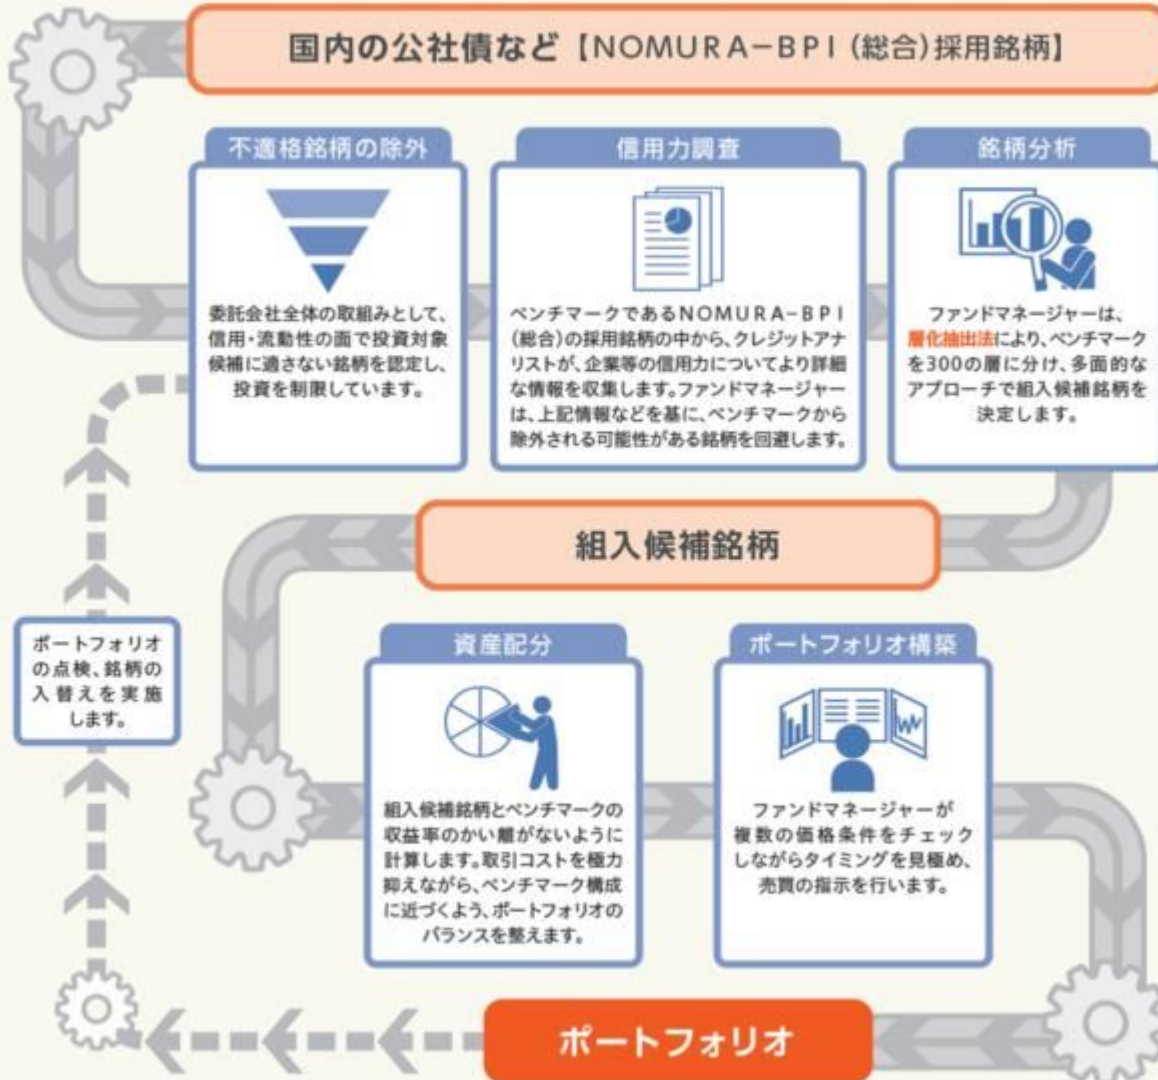 国内の公社債など【NOMURA-BPI(総合)採用銘柄】
不適格銘柄の除外
委託会社全体の取組みとして、
信用・流動性の面で投資対象
候補に適さない銘柄を認定し、
投資を制限しています。
信用力調査
ベンチマークであるNOMURA-BPI
(総合)の採用銘柄の中から、クレジットアナ
リストが、企業等の信用力についてより詳細
な情報を収集します。ファンドマネージャー
は、上記情報などを基に、ベンチマークから
除外される可能性がある銘柄を回避します。
銘柄分析
ファンドマネージャーは、
層化抽出法により、ベンチマーク
を300の層に分け、多面的な
アプローチで組入候補銘柄を
決定します。
組入候補銘柄
資産配分
組入候補銘柄とベンチマークの
収益率のかい離がないように
計算します。取引コストを極力
抑えながら、ベンチマーク構成
に近づくよう、ポートフォリオの
バランスを整えます。
ポートフォリオ構築
ファンドマネージャーが
複数の価格条件をチェック
しながらタイミングを見極め、
売買の指示を行います。
ポートフォリオ
の点検、銘柄の
入替えを実施
します。
ポートフォリオ